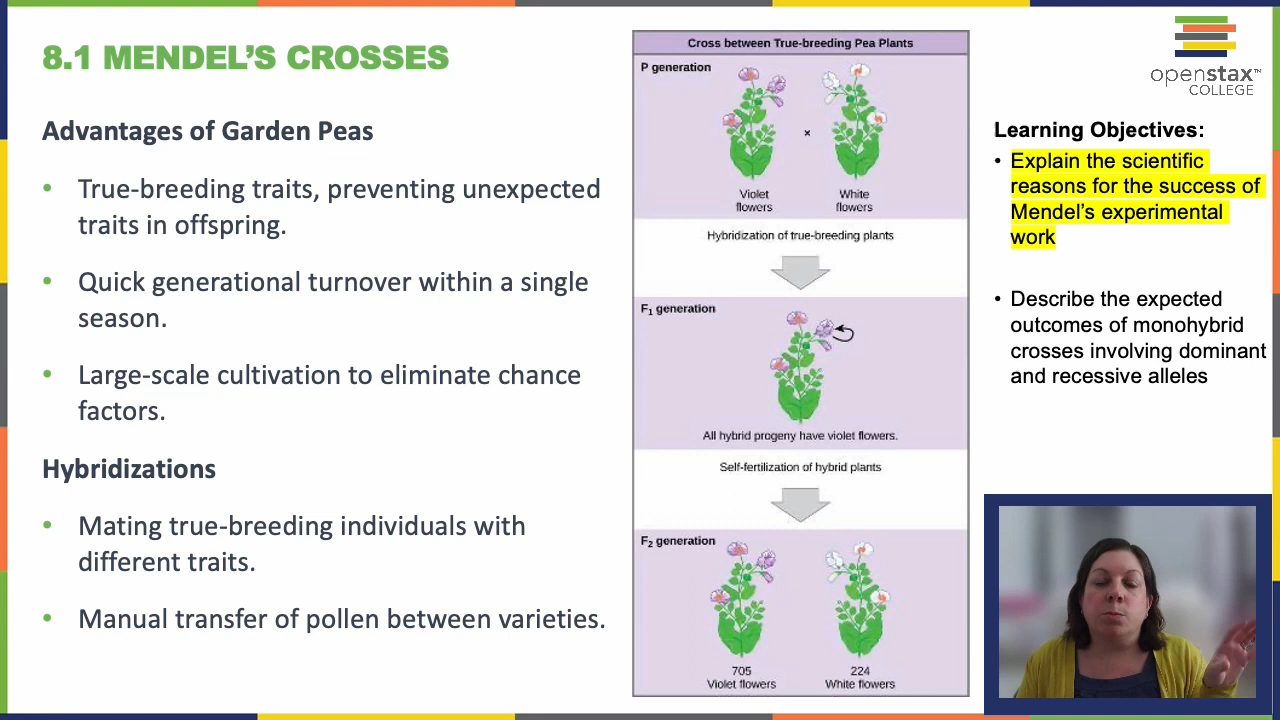 8.1 MENDEL'S CROSSES
Advantages of Garden Peas
• True-breeding traits, preventing unexpected
traits in offspring.
• Quick generational turnover within a single
season.
• Large-scale cultivation to eliminate chance
factors.
Hybridizations
• Mating true-breeding individuals with
different traits.
• Manual transfer of pollen between varieties.
Cross between True-breeding Pea Plants
P generation
×
Violet
flowers
White
flowers
Hybridization of true-breeding plants
F1 generation
All hybrid progeny have violet flowers.
Self-fertilization of hybrid plants
F2 generation
705
Violet flowers
224
White flowers
openstax™
COLLEGE
Learning Objectives:
• Explain the scientific
reasons for the success of
Mendel's experimental
work
• Describe the expected
outcomes of monohybrid
crosses involving dominant
and recessive alleles